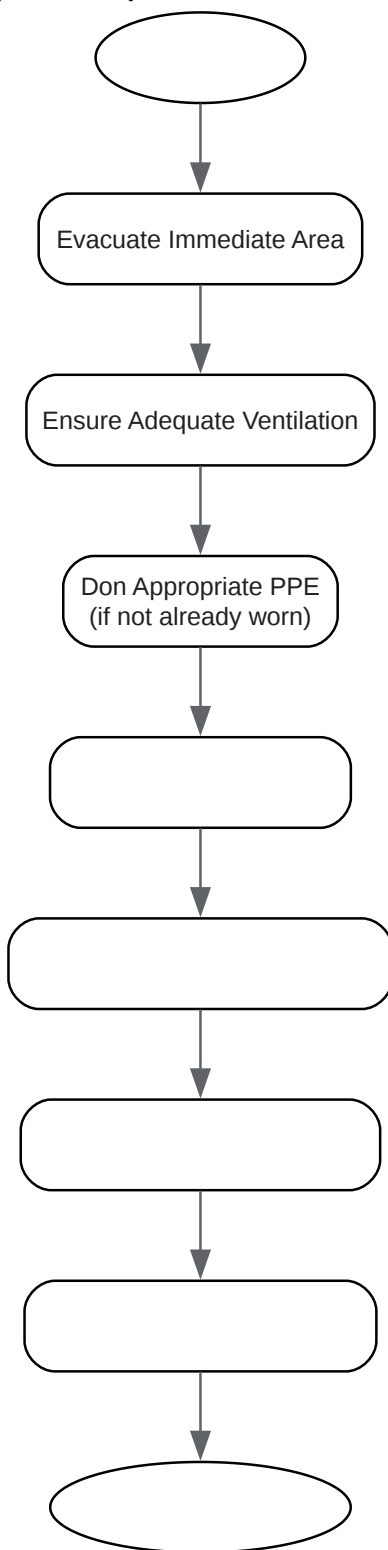 Evacuate Immediate Area
Ensure Adequate Ventilation
Don Appropriate PPE
(if not already worn)